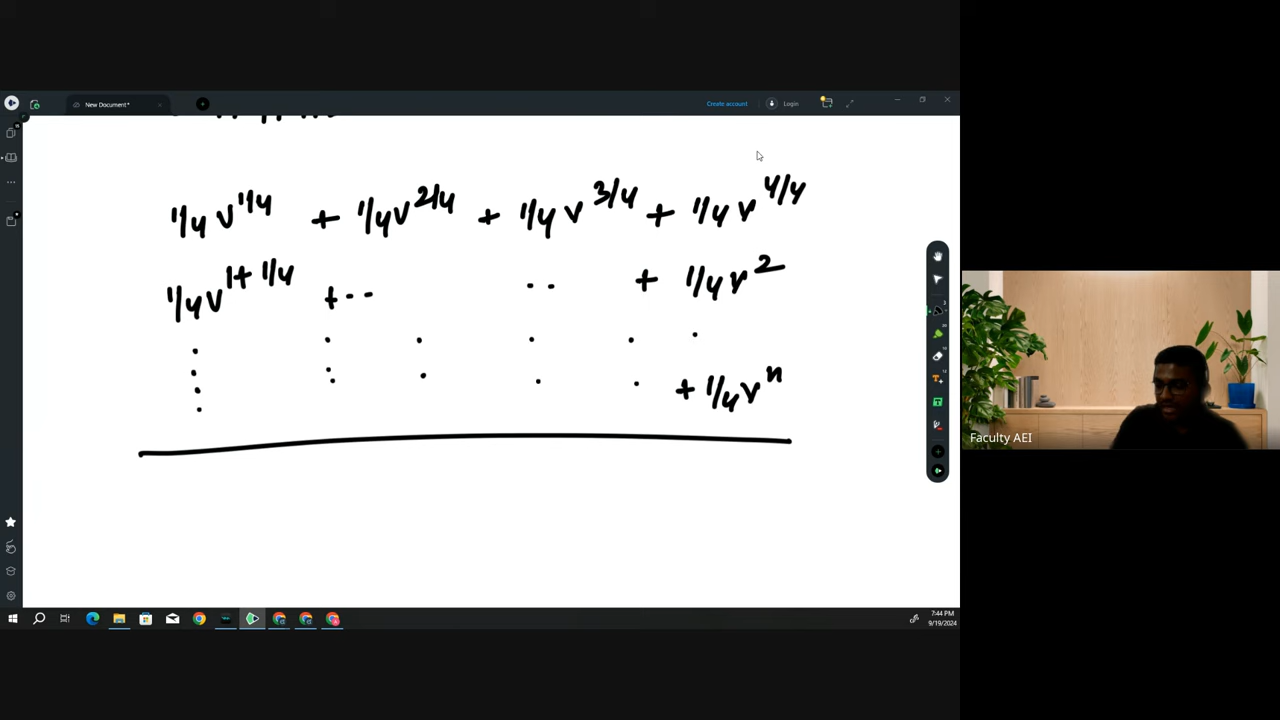 New Document*
Create account
Login
1/4 v^1/4 + 1/4 v^2/4 + 1/4 v^3/4 + 1/4 v^4/4
1/4 v^1+1/4 + -- -- + 1/4 v^2
+ 1/4 v^n
Faculty AEI
7:44 PM
9/19/2024